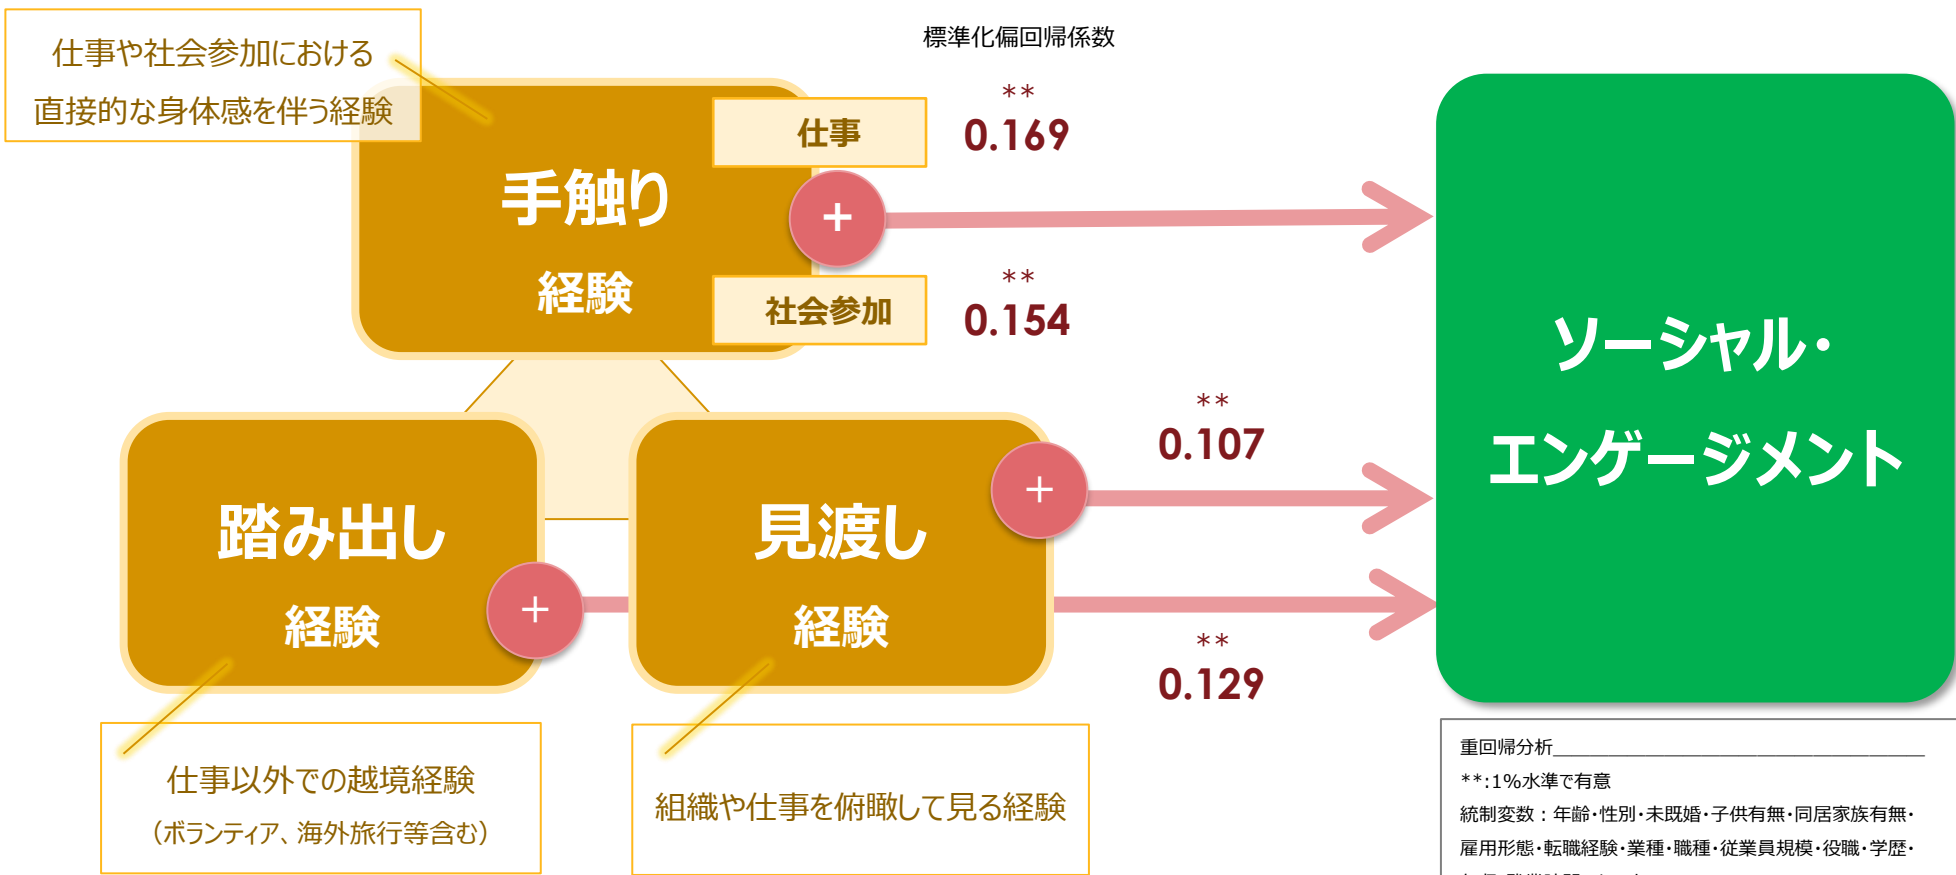 仕事や社会参加における
直接的な身体感を伴う経験
標準化偏回帰係数
手触り
経験
仕事
**
0.169
+
社会参加
**
0.154
ソーシャル・
エンゲージメント
踏み出し
経験
+
見渡し
経験
+
**
0.107
**
0.129
仕事以外での越境経験
(ボランティア、海外旅行等含む)
組織や仕事を俯瞰して見る経験
重回帰分析
**:1%水準で有意
統制変数：年齢・性別・未既婚・子供有無・同居家族有無・
雇用形態・転職経験・業種・職種・従業員規模・役職・学歴・